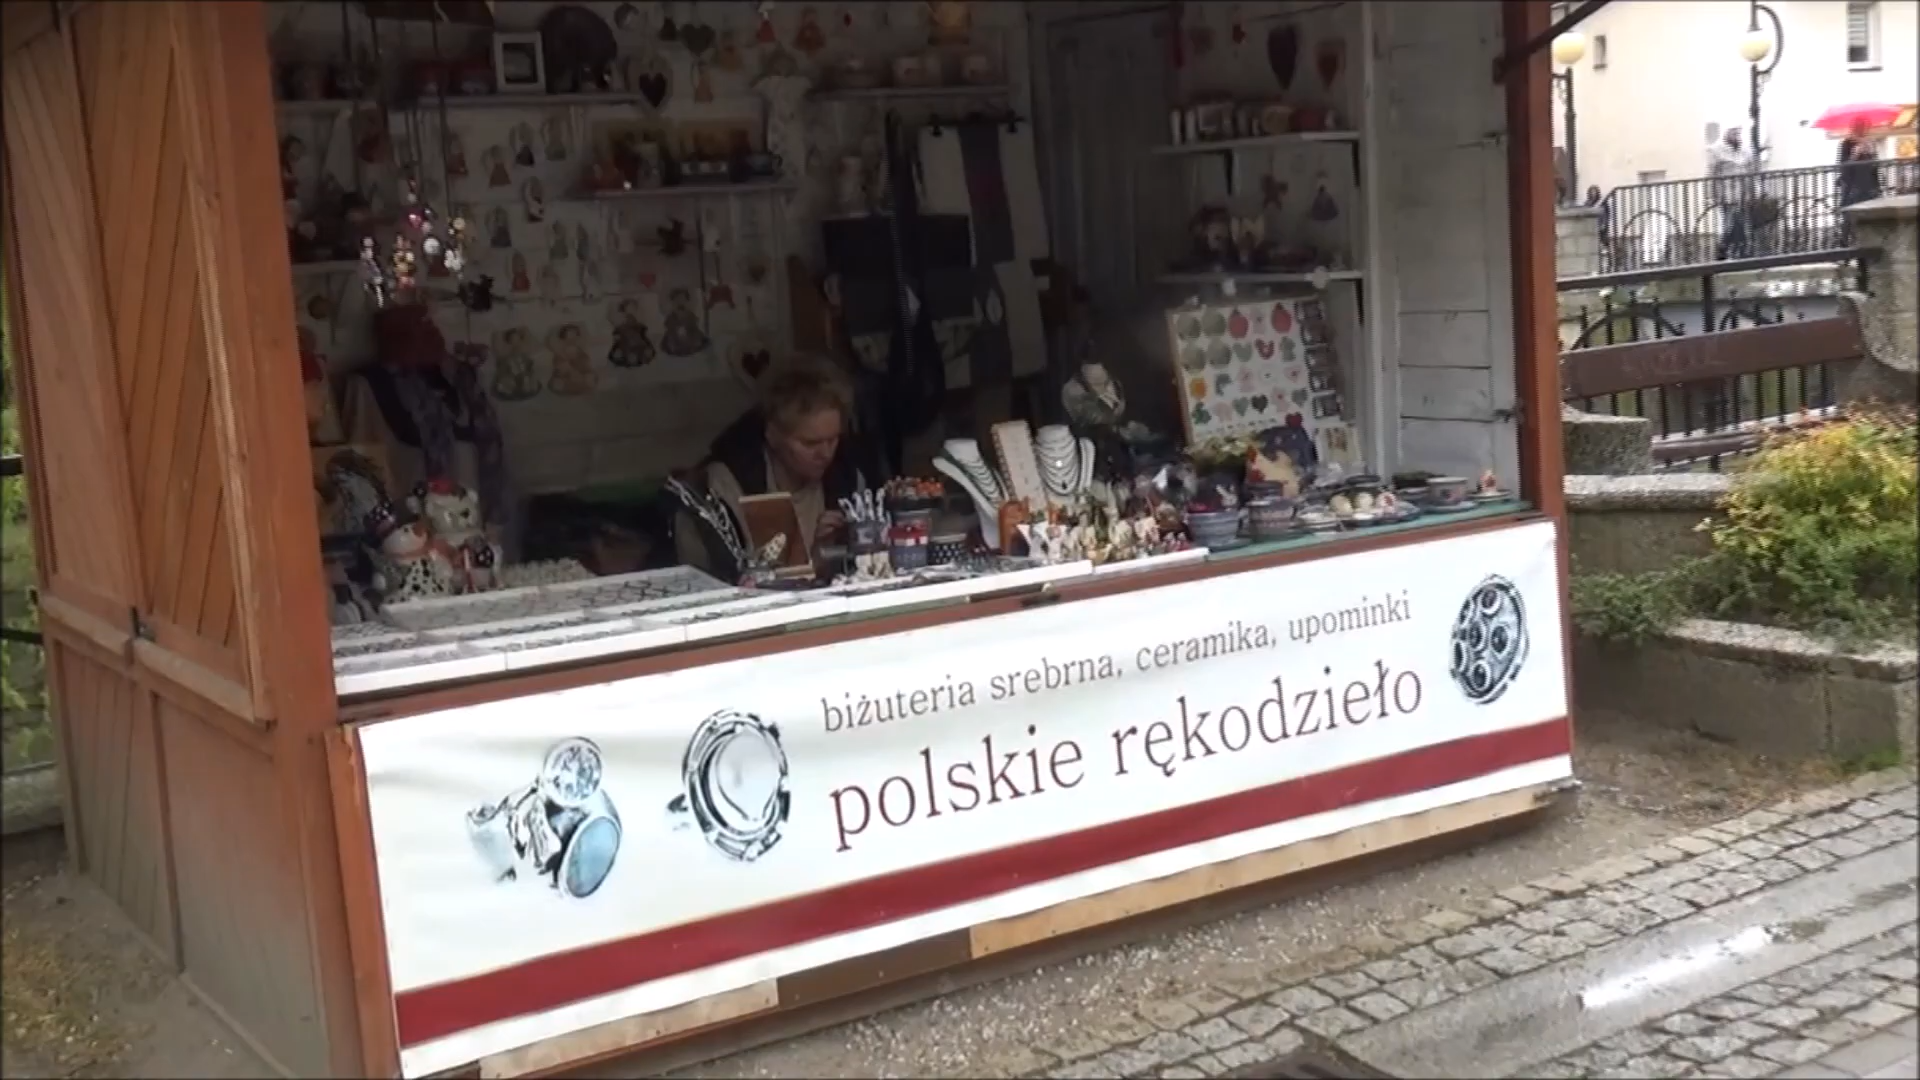 biżuteria srebrna, ceramika, upominki
polskie rękodzieło